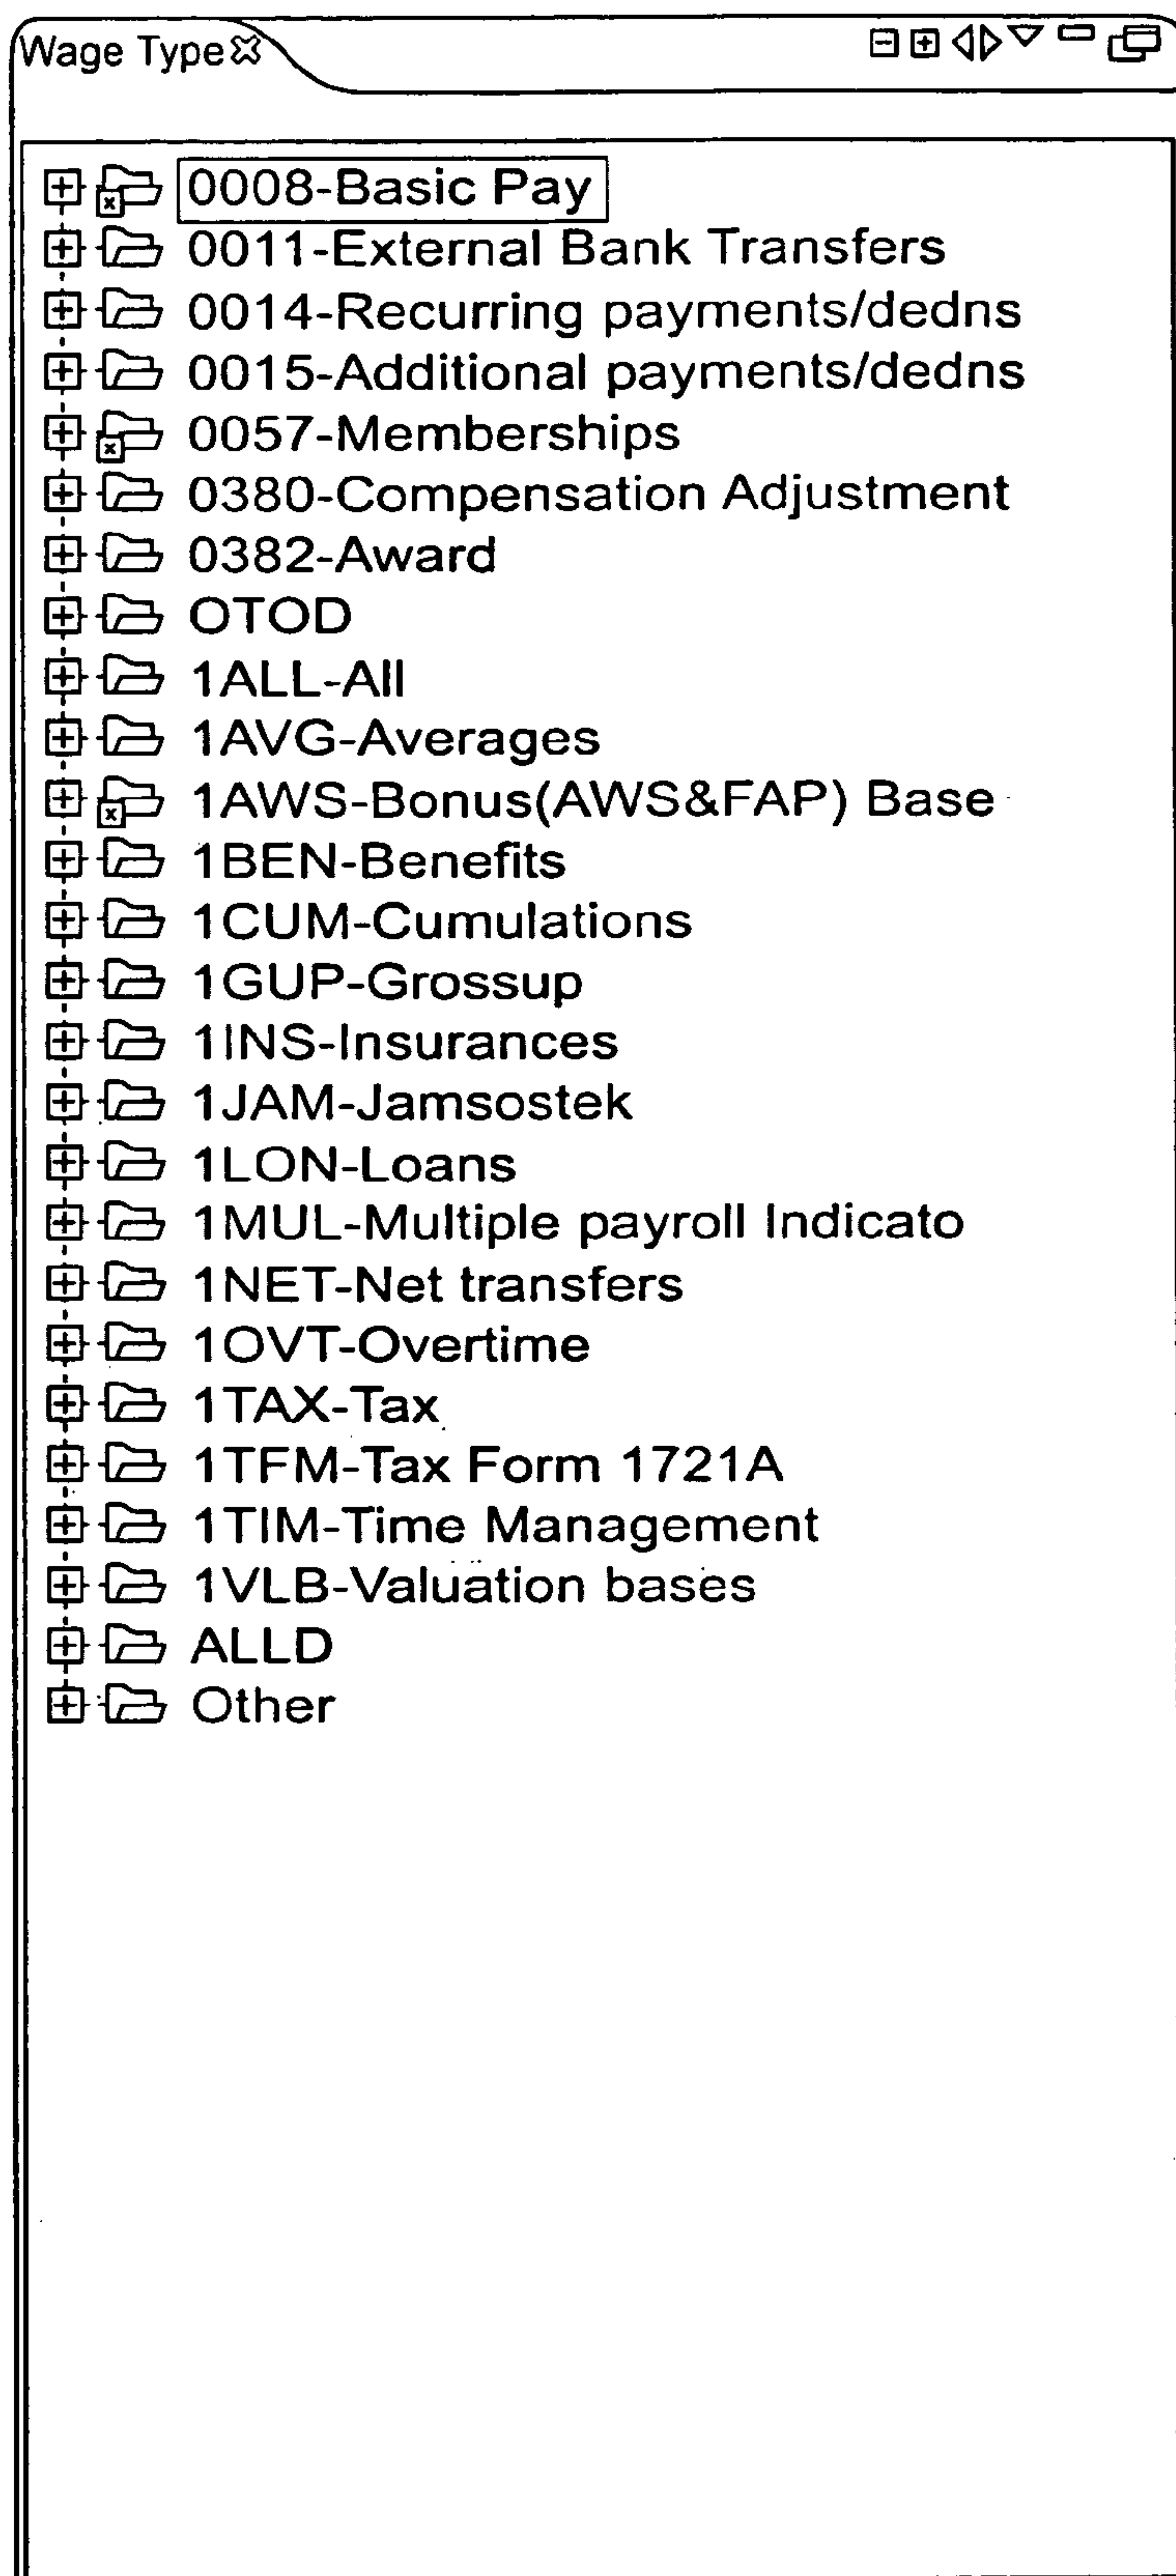 Wage Type
0008-Basic Pay
0011-External Bank Transfers
0014-Recurring payments/dedns
0015-Additional payments/dedns
0057-Memberships
0380-Compensation Adjustment
0382-Award
OTOD
1ALL-All
1AVG-Averages
1AWS-Bonus(AWS&FAP) Base
1BEN-Benefits
1CUM-Cumulations
1GUP-Grossup
1INS-Insurances
1JAM-Jamsostek
1LON-Loans
1MUL-Multiple payroll Indicato
1NET-Net transfers
1OVT-Overtime
1TAX-Tax
1TFM-Tax Form 1721A
1TIM-Time Management
1VLB-Valuation bases
ALLD
Other